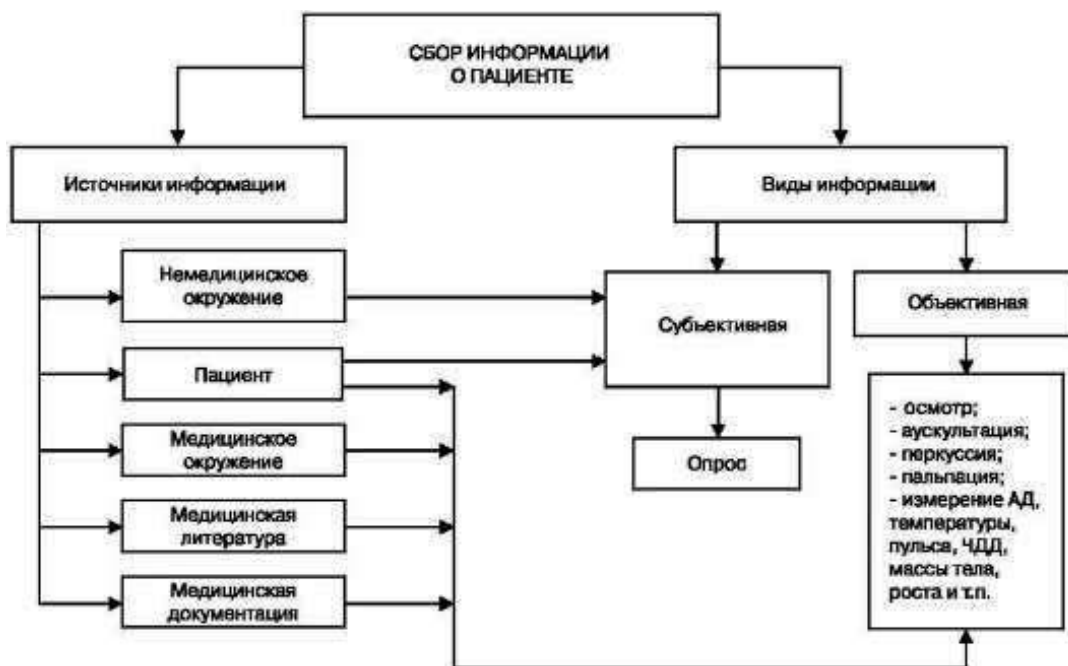 СБОР ИНФОРМАЦИИ
О ПАЦИЕНТЕ
Источники информации
Виды информации
Немедицинское
окружение
Субъективная
Объективная
Пациент
- осмотр;
- аускультация;
- перкуссия;
- пальпация;
- измерение АД,
температуры,
пульса, ЧДД,
массы тела,
роста и т.п.
Медицинское
окружение
Опрос
Медицинская
литература
Медицинская
документация